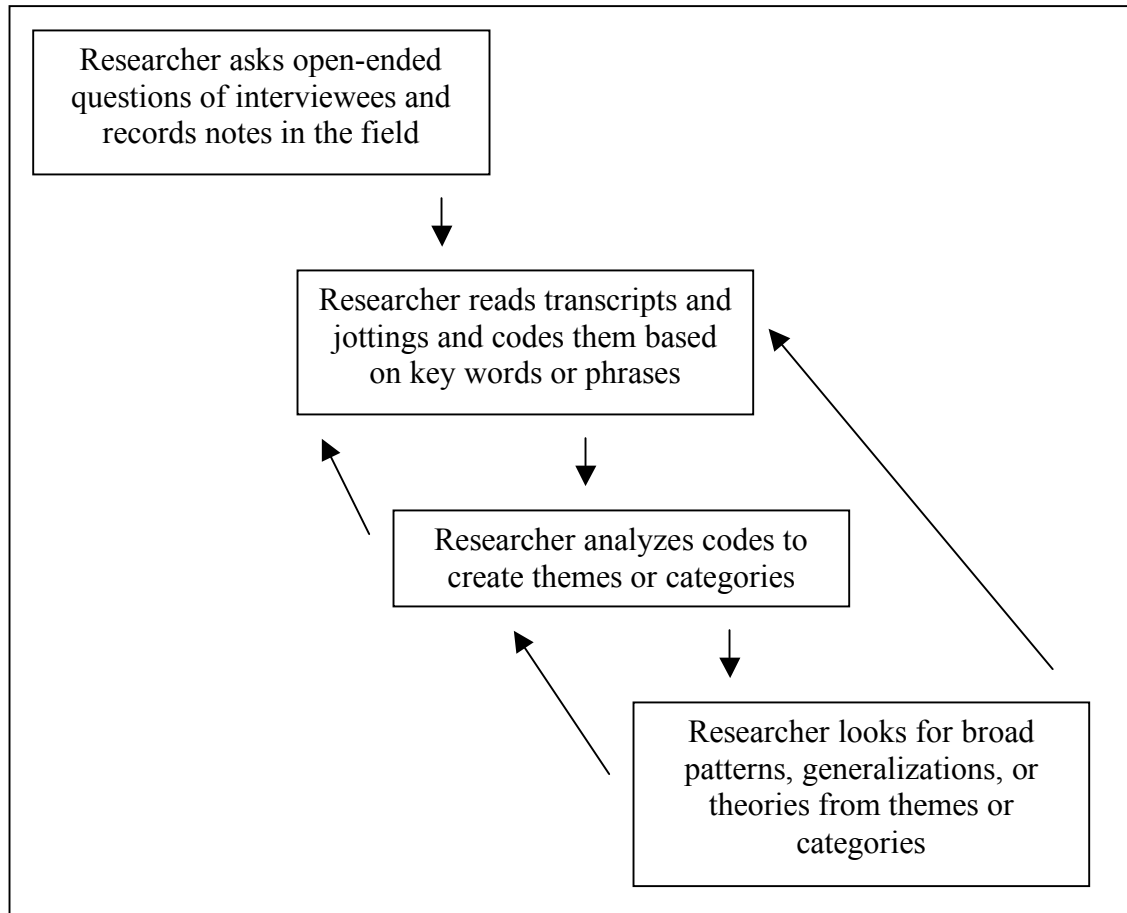 Researcher asks open-ended
questions of interviewees and
records notes in the field
Researcher reads transcripts and
jottings and codes them based
on key words or phrases
Researcher analyzes codes to
create themes or categories
Researcher looks for broad
patterns, generalizations, or
theories from themes or
categories